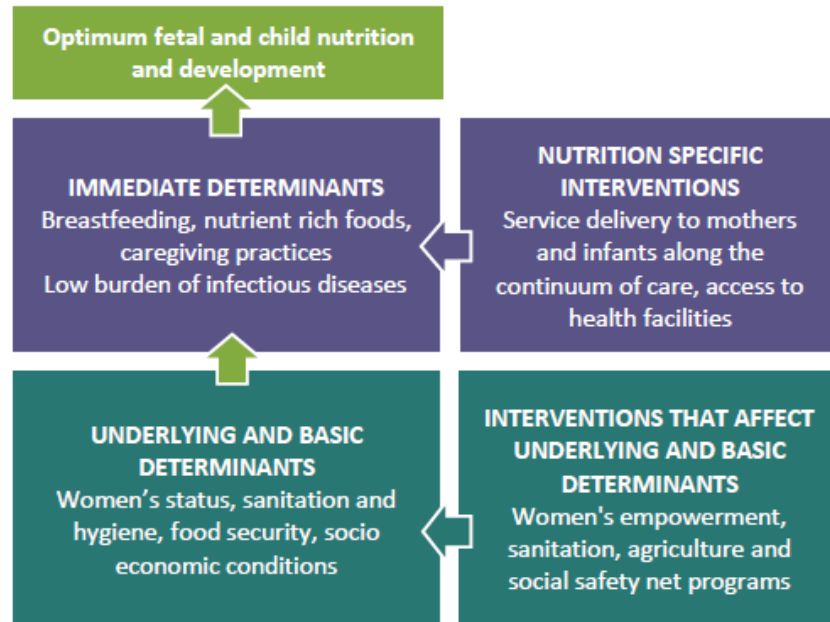 Optimum fetal and child nutrition
and development
IMMEDIATE DETERMINANTS
Breastfeeding, nutrient rich foods,
caregiving practices
Low burden of infectious diseases
NUTRITION SPECIFIC
INTERVENTIONS
Service delivery to mothers
and infants along the
continuum of care, access to
health facilities
UNDERLYING AND BASIC
DETERMINANTS
Women’s status, sanitation and
hygiene, food security, socio
economic conditions
INTERVENTIONS THAT AFFECT
UNDERLYING AND BASIC
DETERMINANTS
Women's empowerment,
sanitation, agriculture and
social safety net programs